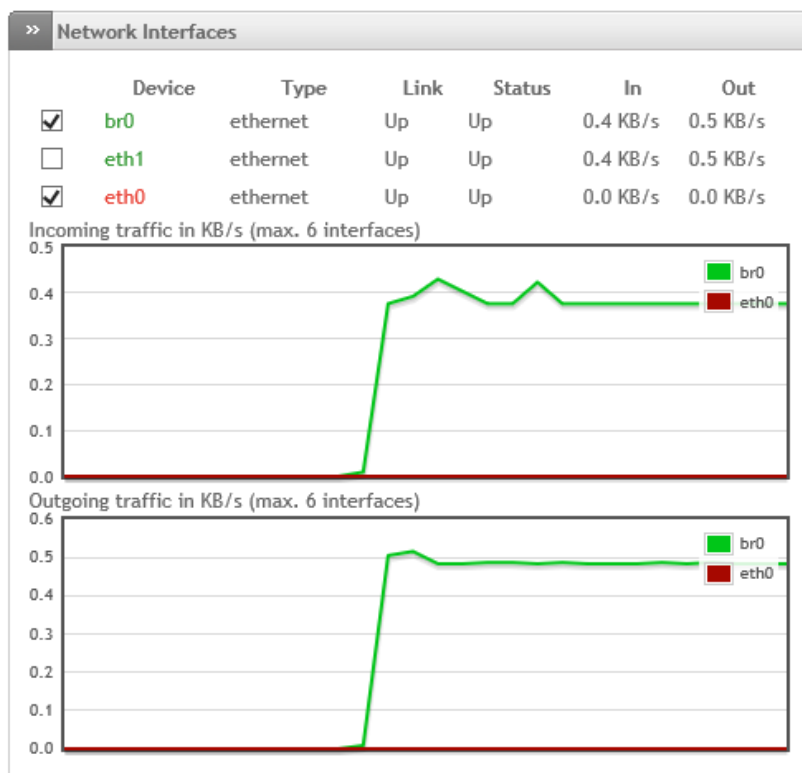 » Network Interfaces
Device Type Link Status In Out
br0 ethernet Up Up 0.4 KB/s 0.5 KB/s
eth1 ethernet Up Up 0.4 KB/s 0.5 KB/s
eth0 ethernet Up Up 0.0 KB/s 0.0 KB/s
Incoming traffic in KB/s (max. 6 interfaces)
0.5
br0
0.4
eth0
0.3
0.2
0.1
0.0
Outgoing traffic in KB/s (max. 6 interfaces)
0.6
br0
0.5
eth0
0.4
0.3
0.2
0.1
0.0